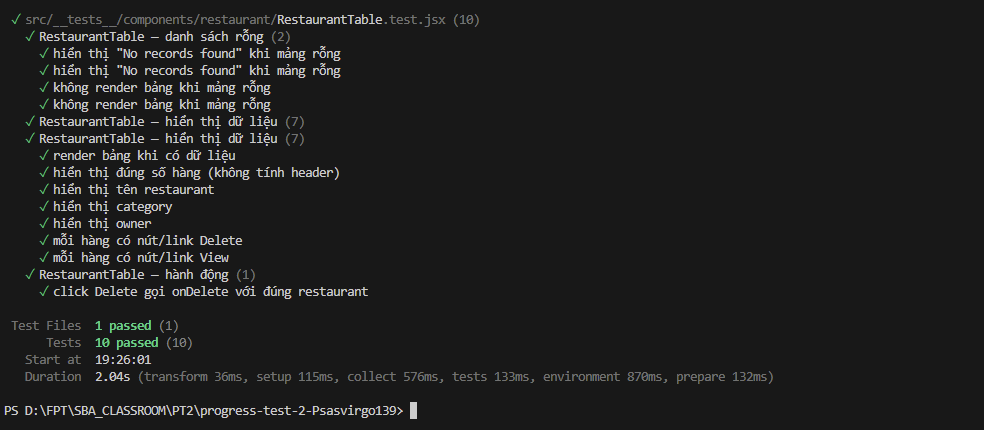 ✓ src/__tests__/components/restaurant/RestaurantTable.test.jsx (10)
✓ RestaurantTable — danh sách rỗng (2)
✓ hiển thị "No records found" khi mảng rỗng
✓ hiển thị "No records found" khi mảng rỗng
✓ không render bảng khi mảng rỗng
✓ không render bảng khi mảng rỗng
✓ RestaurantTable — hiển thị dữ liệu (7)
✓ RestaurantTable — hiển thị dữ liệu (7)
✓ render bảng khi có dữ liệu
✓ hiển thị đúng số hàng (không tính header)
✓ hiển thị tên restaurant
✓ hiển thị category
✓ hiển thị owner
✓ mỗi hàng có nút/link Delete
✓ mỗi hàng có nút/link View
✓ RestaurantTable — hành động (1)
✓ click Delete gọi onDelete với đúng restaurant
Test Files 1 passed (1)
Tests 10 passed (10)
Start at 19:26:01
Duration 2.04s (transform 36ms, setup 115ms, collect 576ms, tests 133ms, environment 870ms, prepare 132ms)
PS D:\FPT\SBA_CLASSROOM\PT2\progress-test-2-Psasvirgo139>